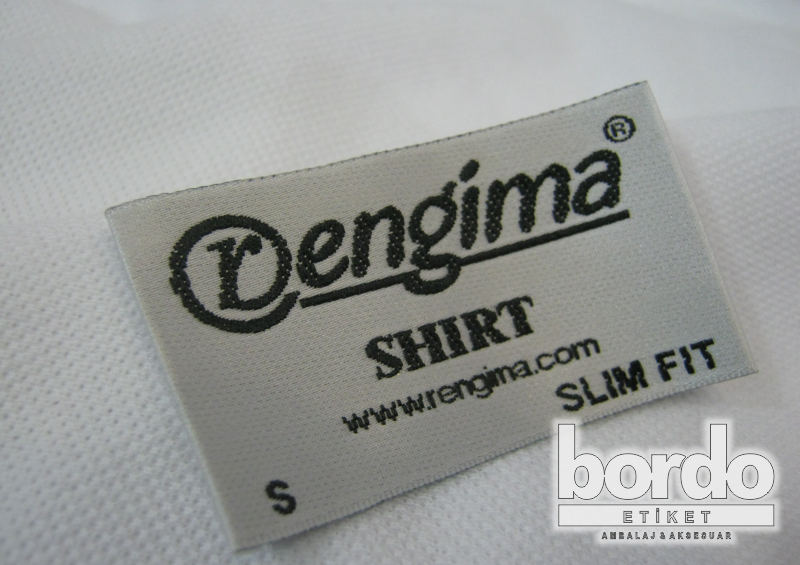 rengima ®
SHIRT
www.rengima.com
SLIM FIT
S
bordo
ETİKET
AMBALAJ & AKSESUAR